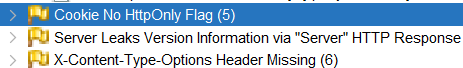 Cookie No HttpOnly Flag (5)
Server Leaks Version Information via "Server" HTTP Response
X-Content-Type-Options Header Missing (6)